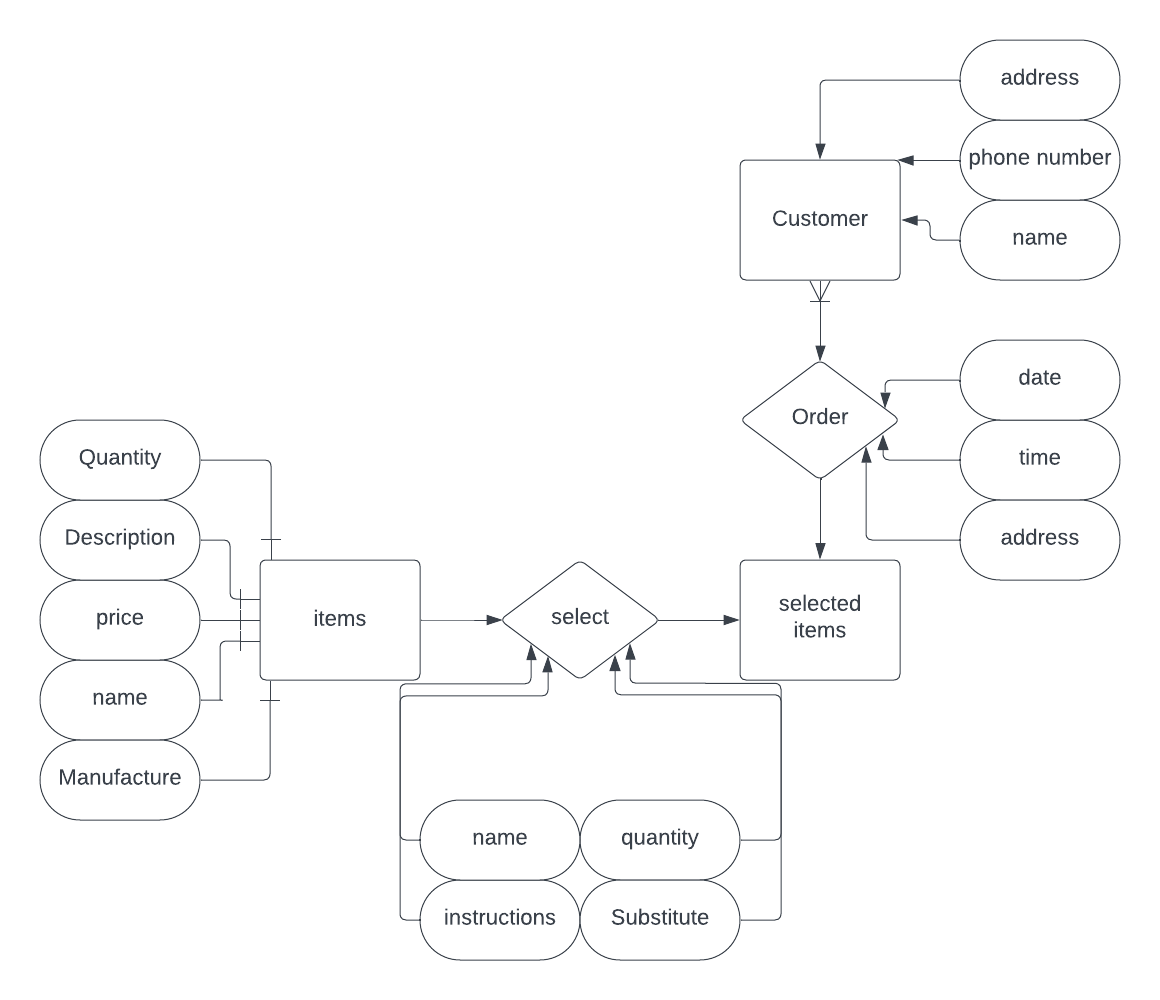 address
phone number
Customer
name
date
Order
time
address
Quantity
Description
price
items
select
selected
items
name
Manufacture
name
quantity
instructions
Substitute